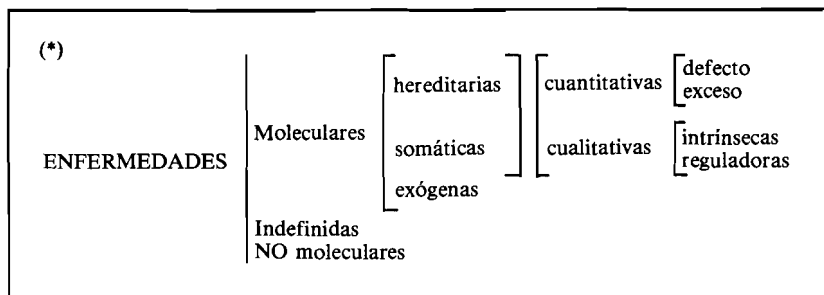 (*)
hereditarias cuantitativas defecto
exceso
Moleculares
ENFERMEDADES somáticas cualitativas intrínsecas
reguladoras
exógenas
Indefinidas
NO moleculares